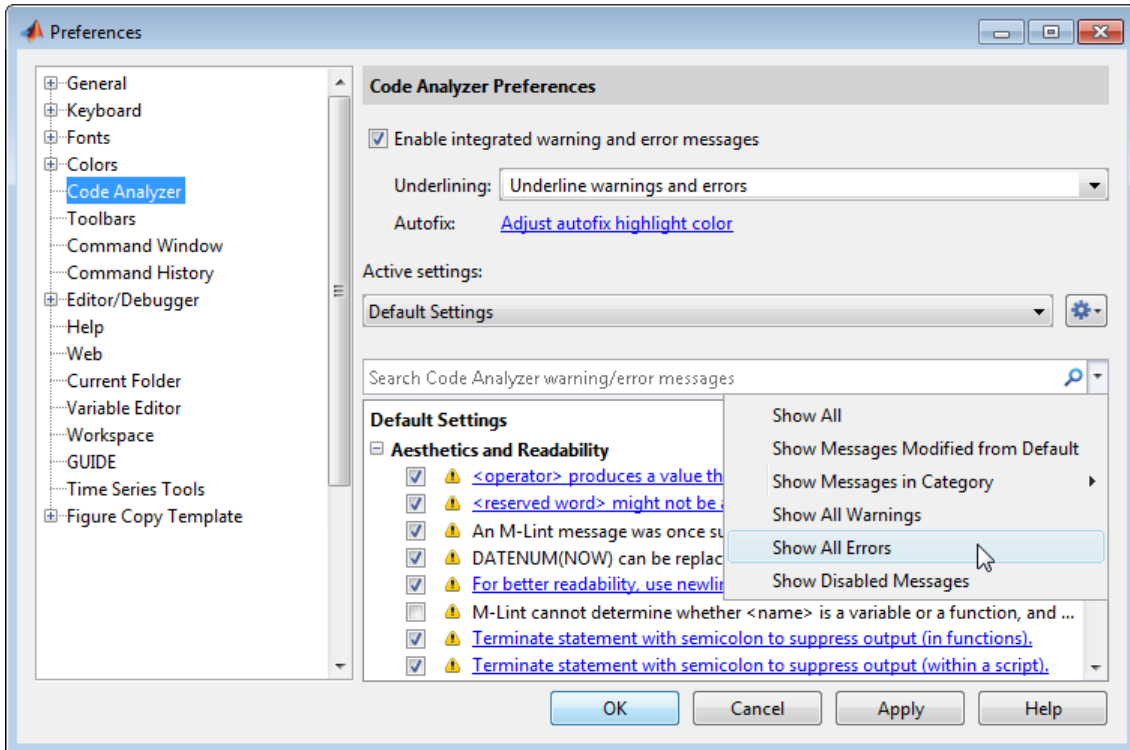 Preferences
General
Keyboard
Fonts
Colors
Code Analyzer
Toolbars
Command Window
Command History
Editor/Debugger
Help
Web
Current Folder
Variable Editor
Workspace
GUIDE
Time Series Tools
Figure Copy Template
Code Analyzer Preferences
Enable integrated warning and error messages
Underlining: Underline warnings and errors
Autofix: Adjust autofix highlight color
Active settings:
Default Settings
Search Code Analyzer warning/error messages
Default Settings
Aesthetics and Readability
<operator> produces a value th
<reserved word> might not be
An M-Lint message was once su
DATENUM(NOW) can be replac
For better readability, use newli
M-Lint cannot determine whether <name> is a variable or a function, and ...
Terminate statement with semicolon to suppress output (in functions).
Terminate statement with semicolon to suppress output (within a script).
Show All
Show Messages Modified from Default
Show Messages in Category
Show All Warnings
Show All Errors
Show Disabled Messages
OK Cancel Apply Help